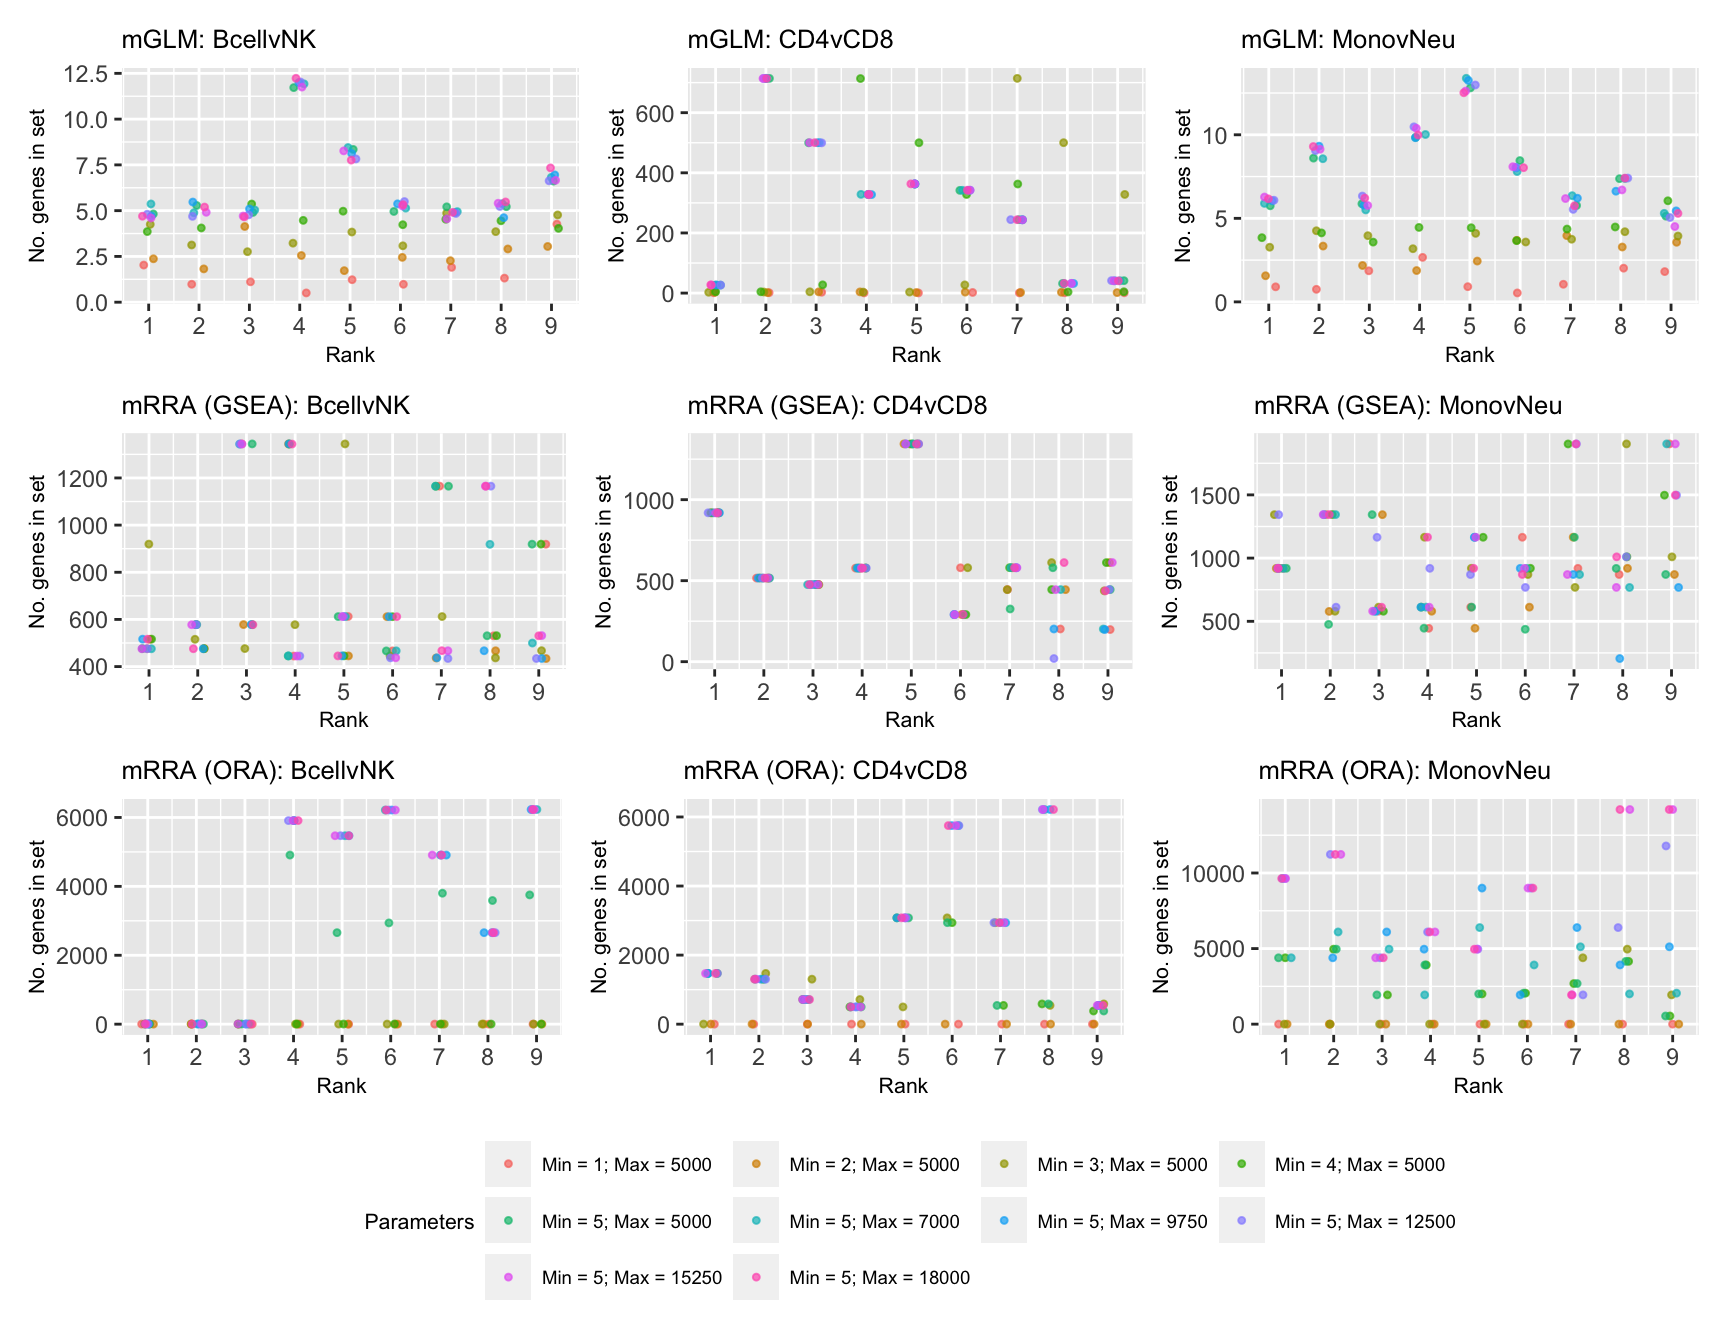 mGLM: BcellvNK
mGLM: CD4vCD8
mGLM: MonovNeu
No. genes in set
12.5
10.0
7.5
5.0
2.5
0.0
1 2 3 4 5 6 7 8 9
Rank
No. genes in set
600
400
200
0
1 2 3 4 5 6 7 8 9
Rank
No. genes in set
10
5
0
1 2 3 4 5 6 7 8 9
Rank
mRRA (GSEA): BcellvNK
mRRA (GSEA): CD4vCD8
mRRA (GSEA): MonovNeu
No. genes in set
1200
1000
800
600
400
1 2 3 4 5 6 7 8 9
Rank
No. genes in set
1000
500
0
1 2 3 4 5 6 7 8 9
Rank
No. genes in set
1500
1000
500
1 2 3 4 5 6 7 8 9
Rank
mRRA (ORA): BcellvNK
mRRA (ORA): CD4vCD8
mRRA (ORA): MonovNeu
No. genes in set
6000
4000
2000
0
1 2 3 4 5 6 7 8 9
Rank
No. genes in set
6000
4000
2000
0
1 2 3 4 5 6 7 8 9
Rank
No. genes in set
10000
5000
0
1 2 3 4 5 6 7 8 9
Rank
Parameters
Min = 1; Max = 5000
Min = 2; Max = 5000
Min = 3; Max = 5000
Min = 4; Max = 5000
Min = 5; Max = 5000
Min = 5; Max = 7000
Min = 5; Max = 9750
Min = 5; Max = 12500
Min = 5; Max = 15250
Min = 5; Max = 18000